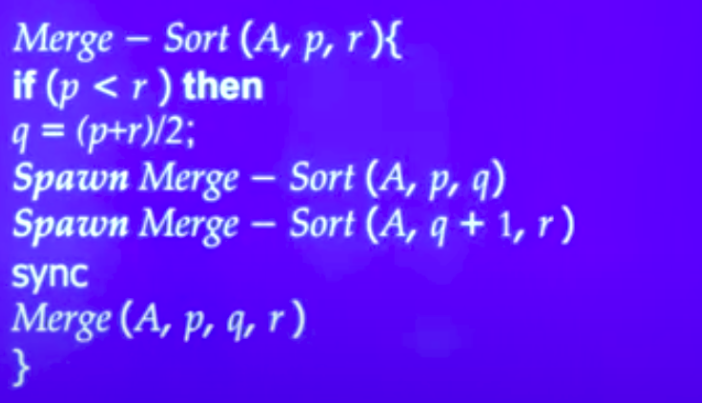 Merge – Sort (A, p, r){
if (p < r) then
q = (p+r)/2;
Spawn Merge – Sort (A, p, q)
Spawn Merge – Sort (A, q + 1, r)
sync
Merge (A, p, q, r)
}